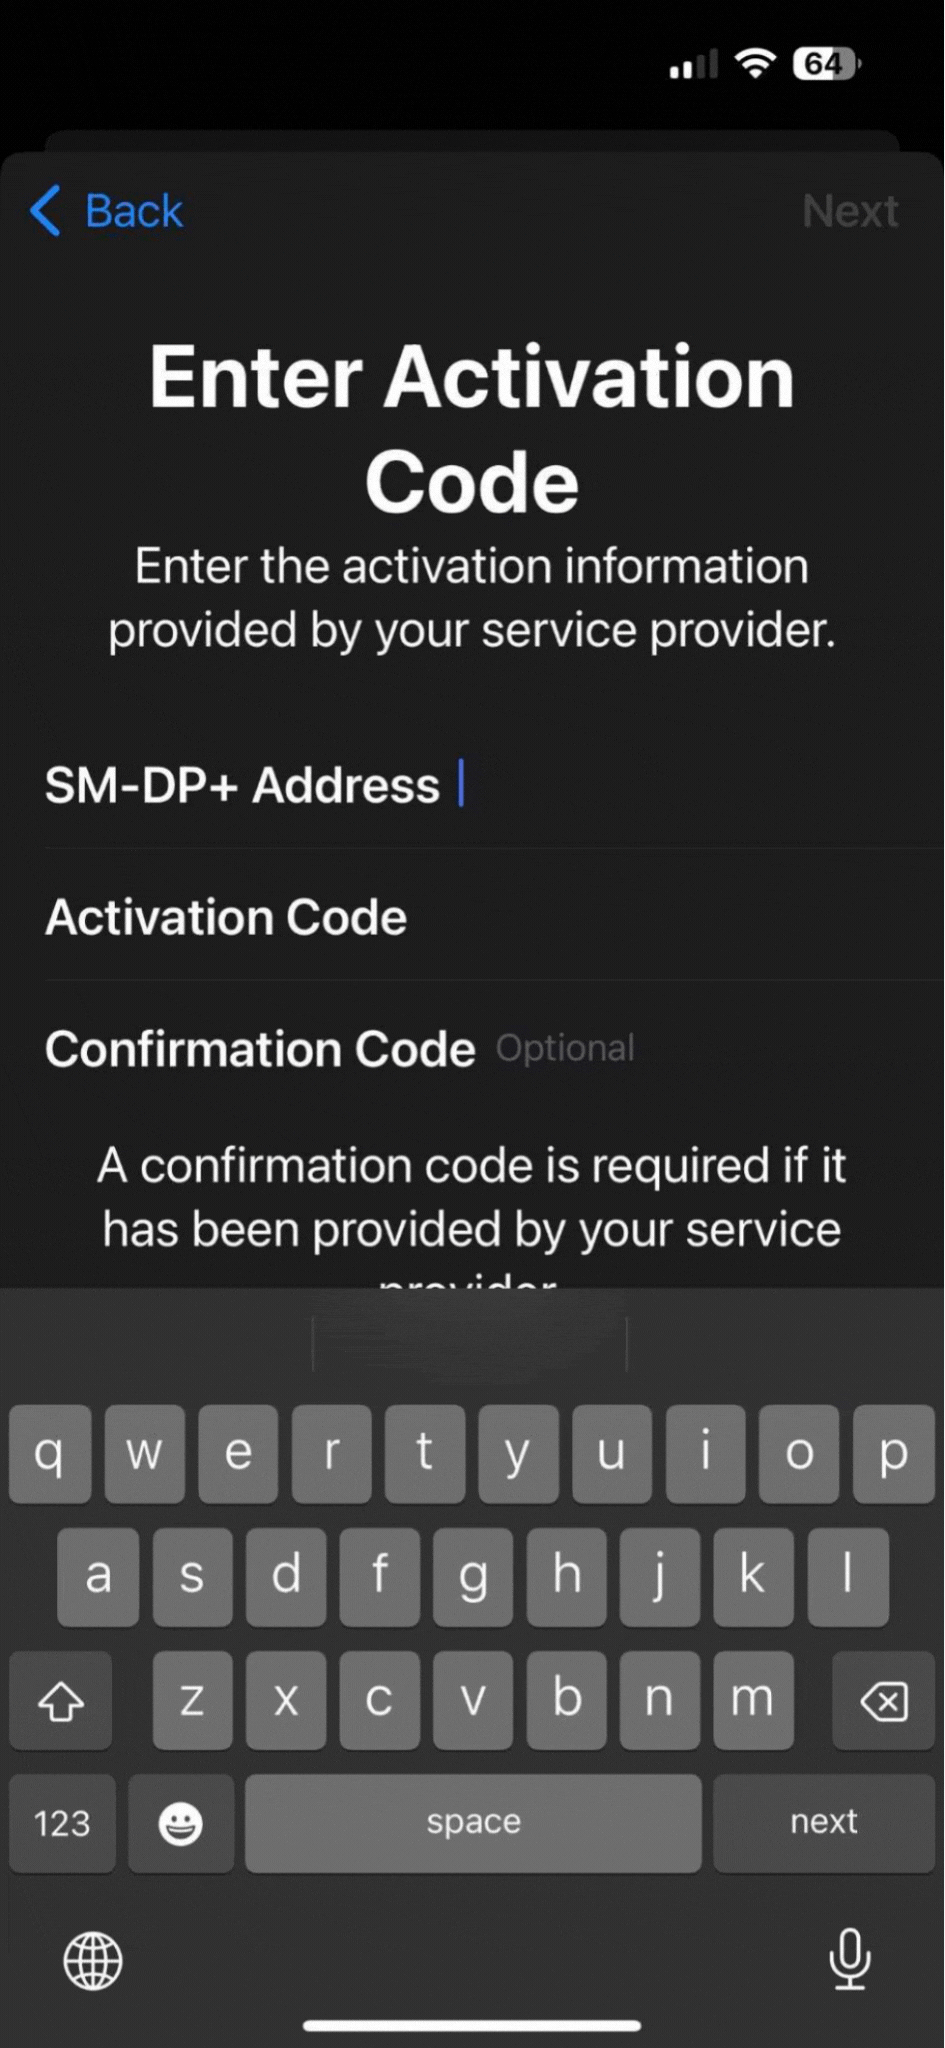 64
Back Next
Enter Activation
Code
Enter the activation information
provided by your service provider.
SM-DP+ Address
Activation Code
Confirmation Code Optional
A confirmation code is required if it
has been provided by your service
provider.
q w e r t y u i o p
a s d f g h j k l
z x c v b n m
123 space next